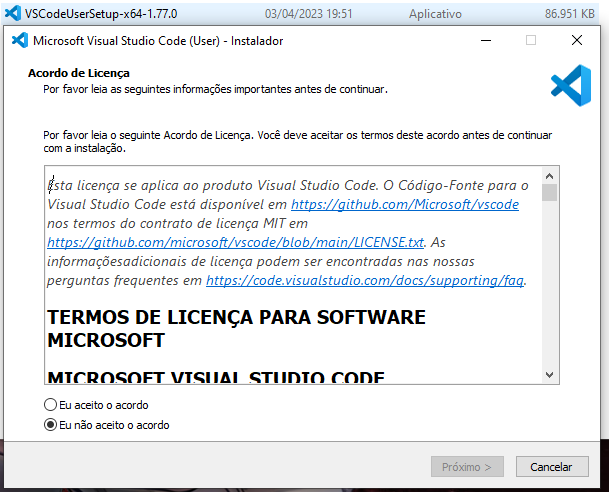 VSCodeUserSetup-x64-1.77.0 03/04/2023 19:51 Aplicativo 86.951 KB
Microsoft Visual Studio Code (User) - Instalador
Acordo de Licença
Por favor leia as seguintes informações importantes antes de continuar.
Por favor leia o seguinte Acordo de Licença. Você deve aceitar os termos deste acordo antes de continuar
com a instalação.
Esta licença se aplica ao produto Visual Studio Code. O Código-Fonte para o
Visual Studio Code está disponível em https://github.com/Microsoft/vscode
nos termos do contrato de licença MIT em
https://github.com/microsoft/vscode/blob/main/LICENSE.txt. As
informaçõesadicionais de licença podem ser encontradas nas nossas
perguntas frequentes em https://code.visualstudio.com/docs/supporting/faq.
TERMOS DE LICENÇA PARA SOFTWARE
MICROSOFT
MICROSOFT VISUAL STUDIO CODE
Eu aceito o acordo
Eu não aceito o acordo
Próximo >
Cancelar